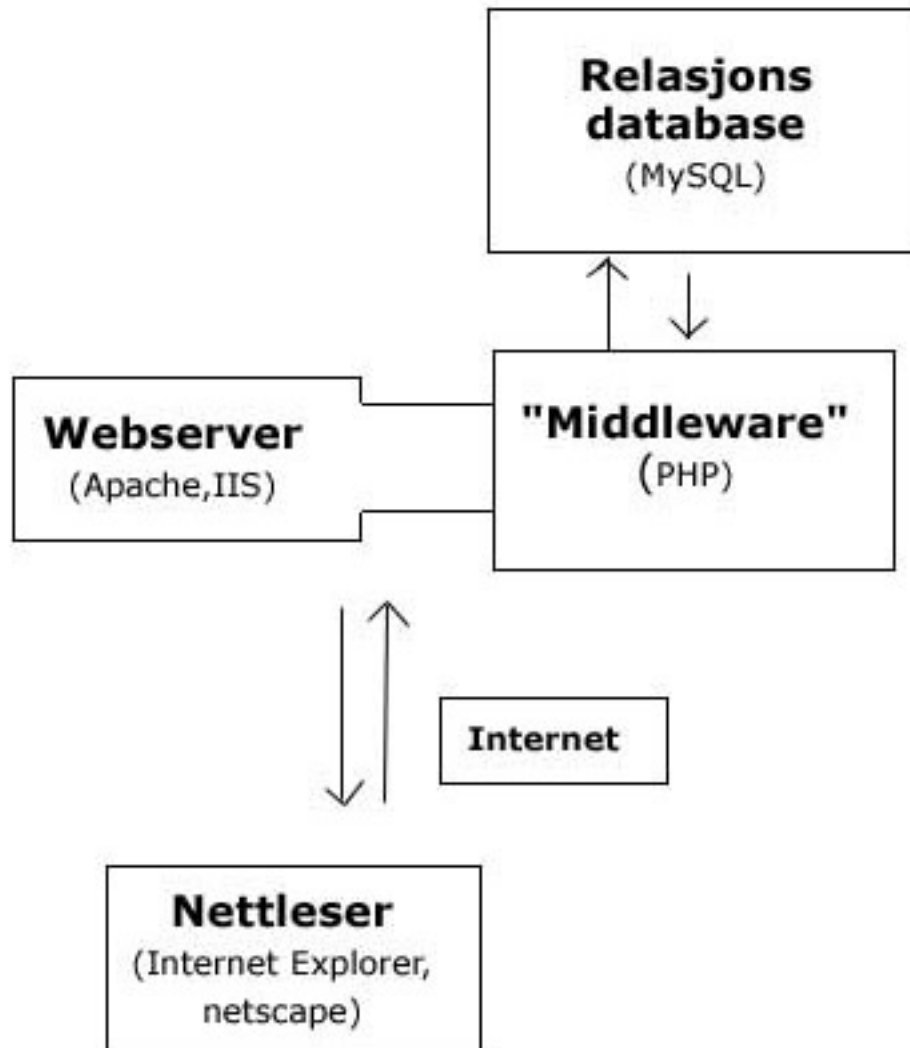 Relasjons
database
(MySQL)
Webserver
(Apache,IIS)
"Middleware"
(PHP)
Internet
Nettleser
(Internet Explorer,
netscape)